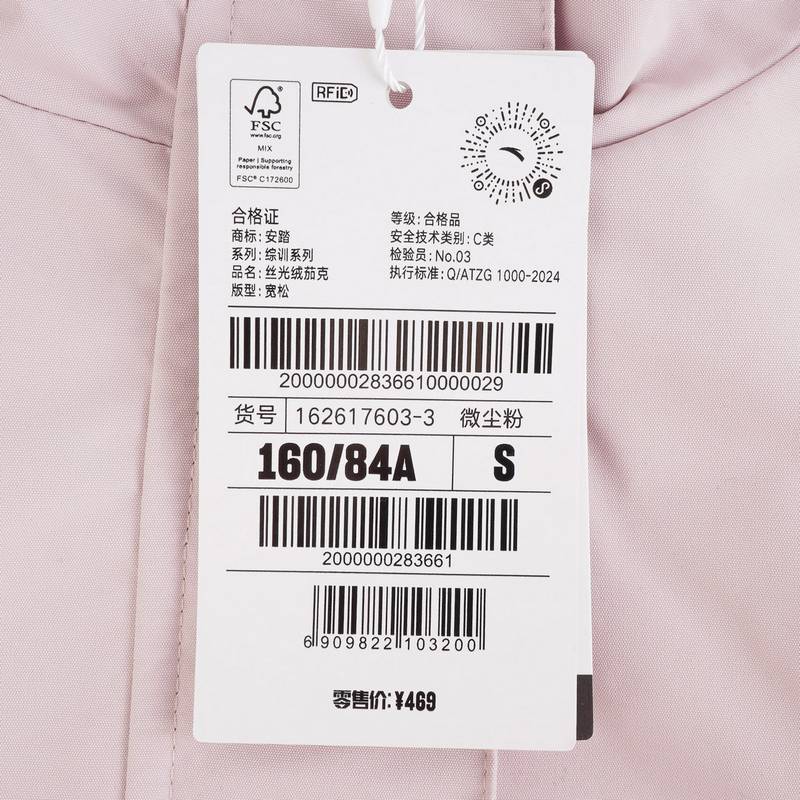 RFiD
FSC
www.fsc.org
MIX
Paper | Supporting
responsible forestry
FSC® C172600
合格证
商标: 安踏
系列: 综训系列
品名: 丝光绒茄克
版型: 宽松
等级: 合格品
安全技术类别: C类
检验员: No.03
执行标准: Q/ATZG 1000-2024
20000002836610000029
货号 162617603-3 微尘粉
160/84A S
2000000283661
6 909822 103200
零售价: ¥469